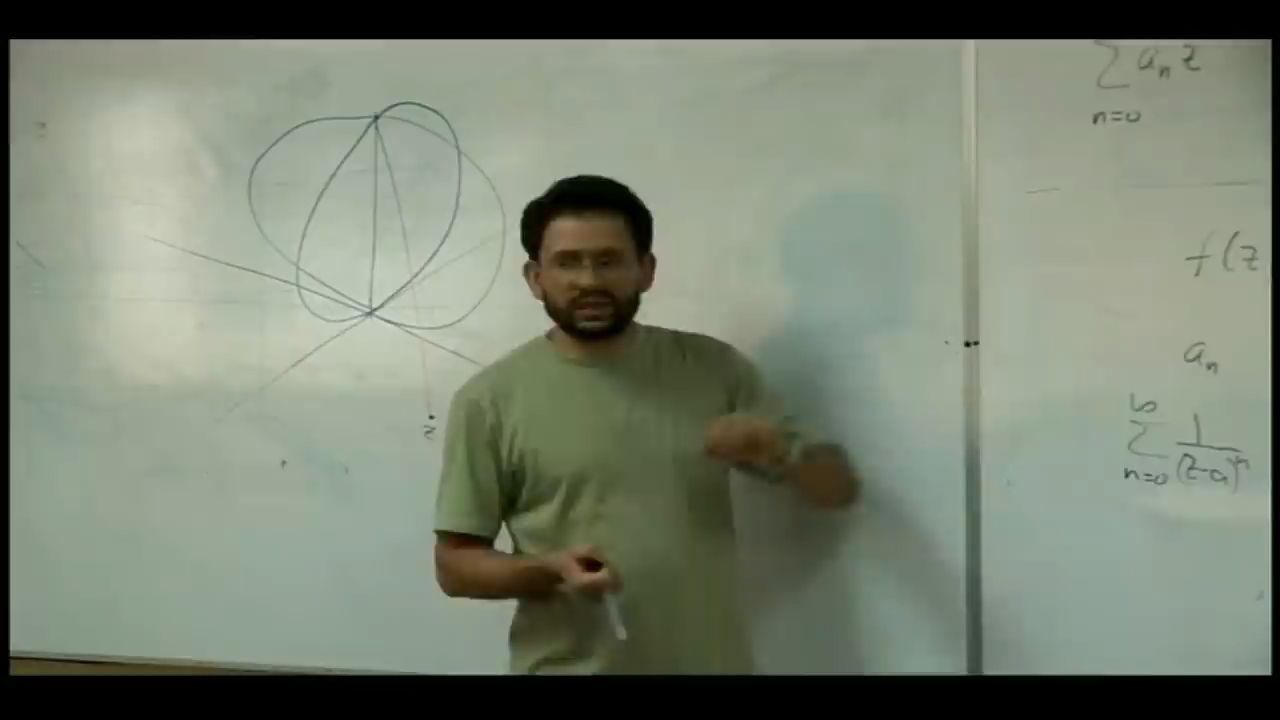 ∑ aₙ z
n=0
f(z
aₙ
∞
∑ 1/(z-a)ⁿ
n=0
z